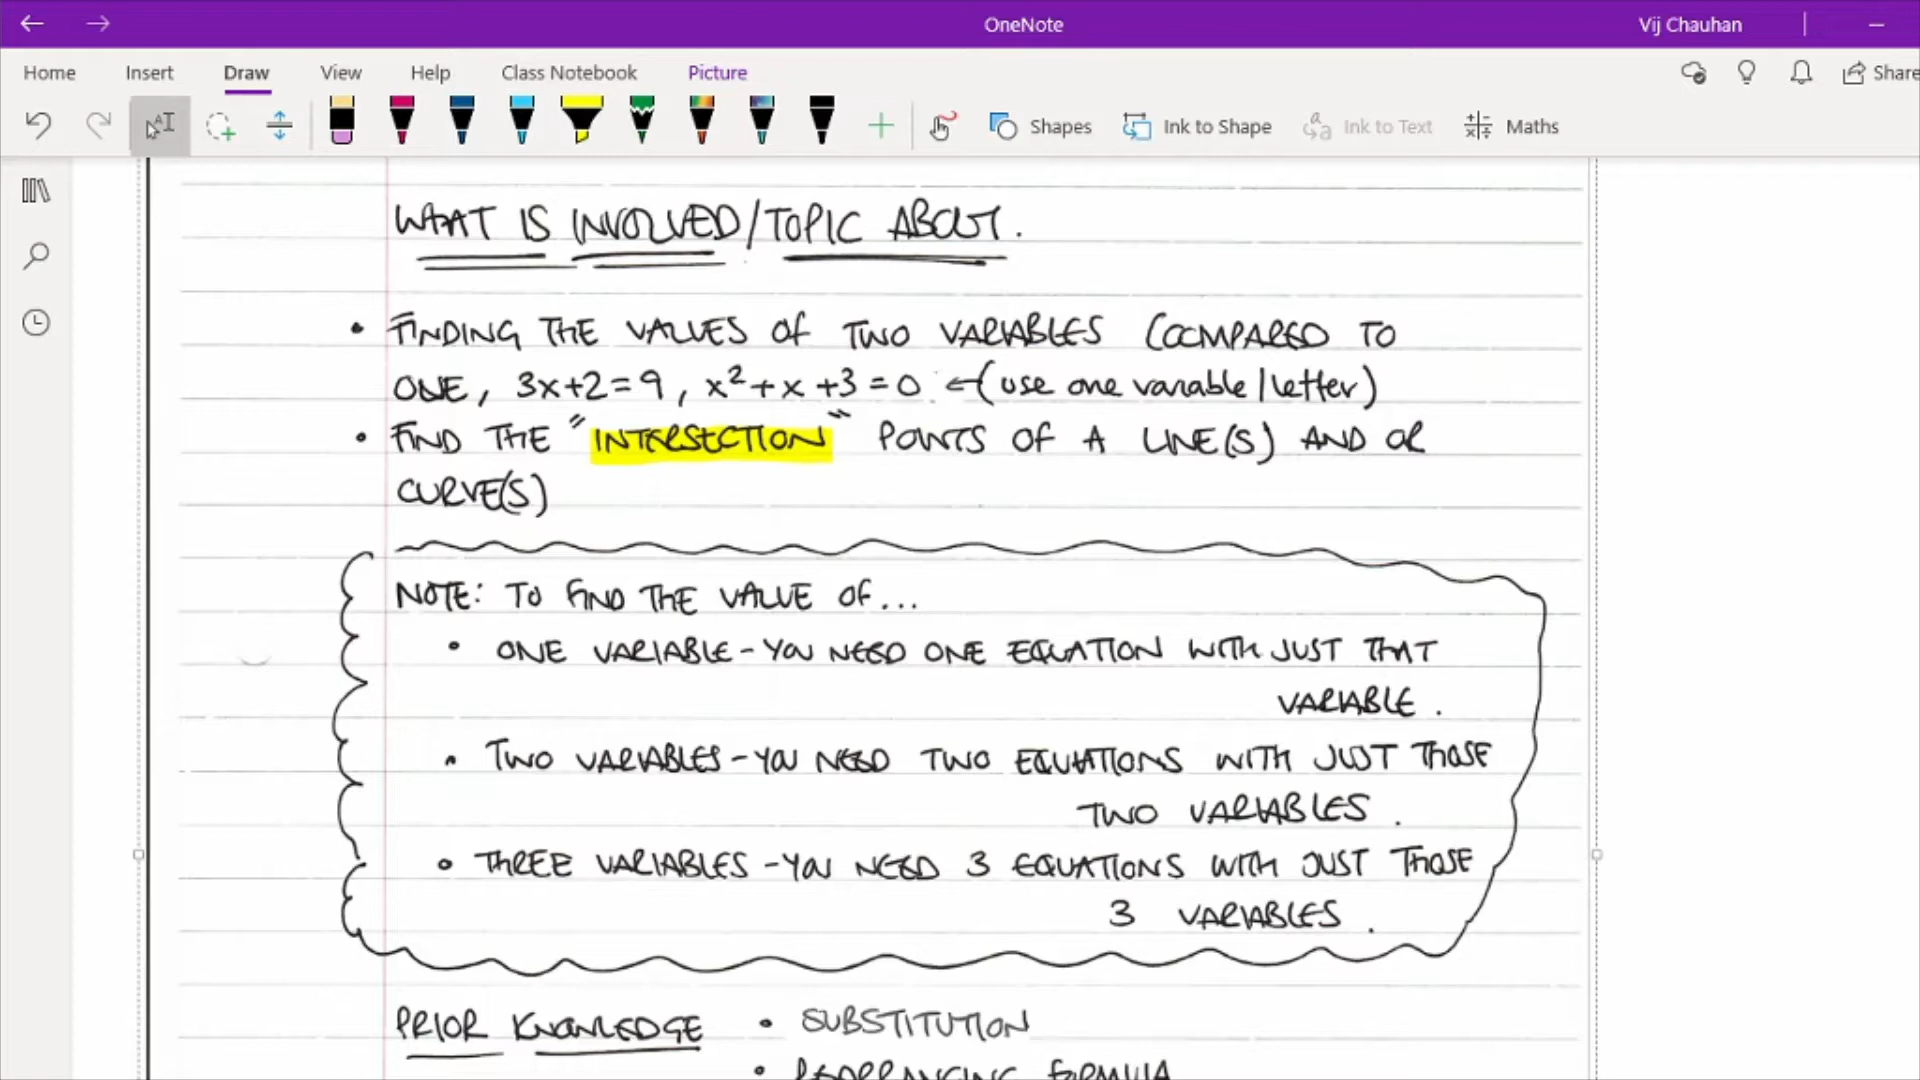 OneNote
Vij Chauhan
Home Insert Draw View Help Class Notebook Picture
Share
Shapes Ink to Shape Ink to Text Maths
WHAT IS INVOLVED/TOPIC ABOUT.
• FINDING THE VALUES OF TWO VARIABLES (COMPARED TO
ONE, 3x+2=9, x²+x+3=0 ←(use one variable/letter)
• FIND THE "INTERSECTION" POINTS OF A LINE(S) AND OR
CURVE(S)
NOTE: TO FIND THE VALUE OF...
• ONE VARIABLE - YOU NEED ONE EQUATION WITH JUST THAT
VARIABLE.
• TWO VARIABLES - YOU NEED TWO EQUATIONS WITH JUST THOSE
TWO VARIABLES.
• THREE VARIABLES - YOU NEED 3 EQUATIONS WITH JUST THOSE
3 VARIABLES.
PRIOR KNOWLEDGE • SUBSTITUTION
• REARRANGING FORMULA